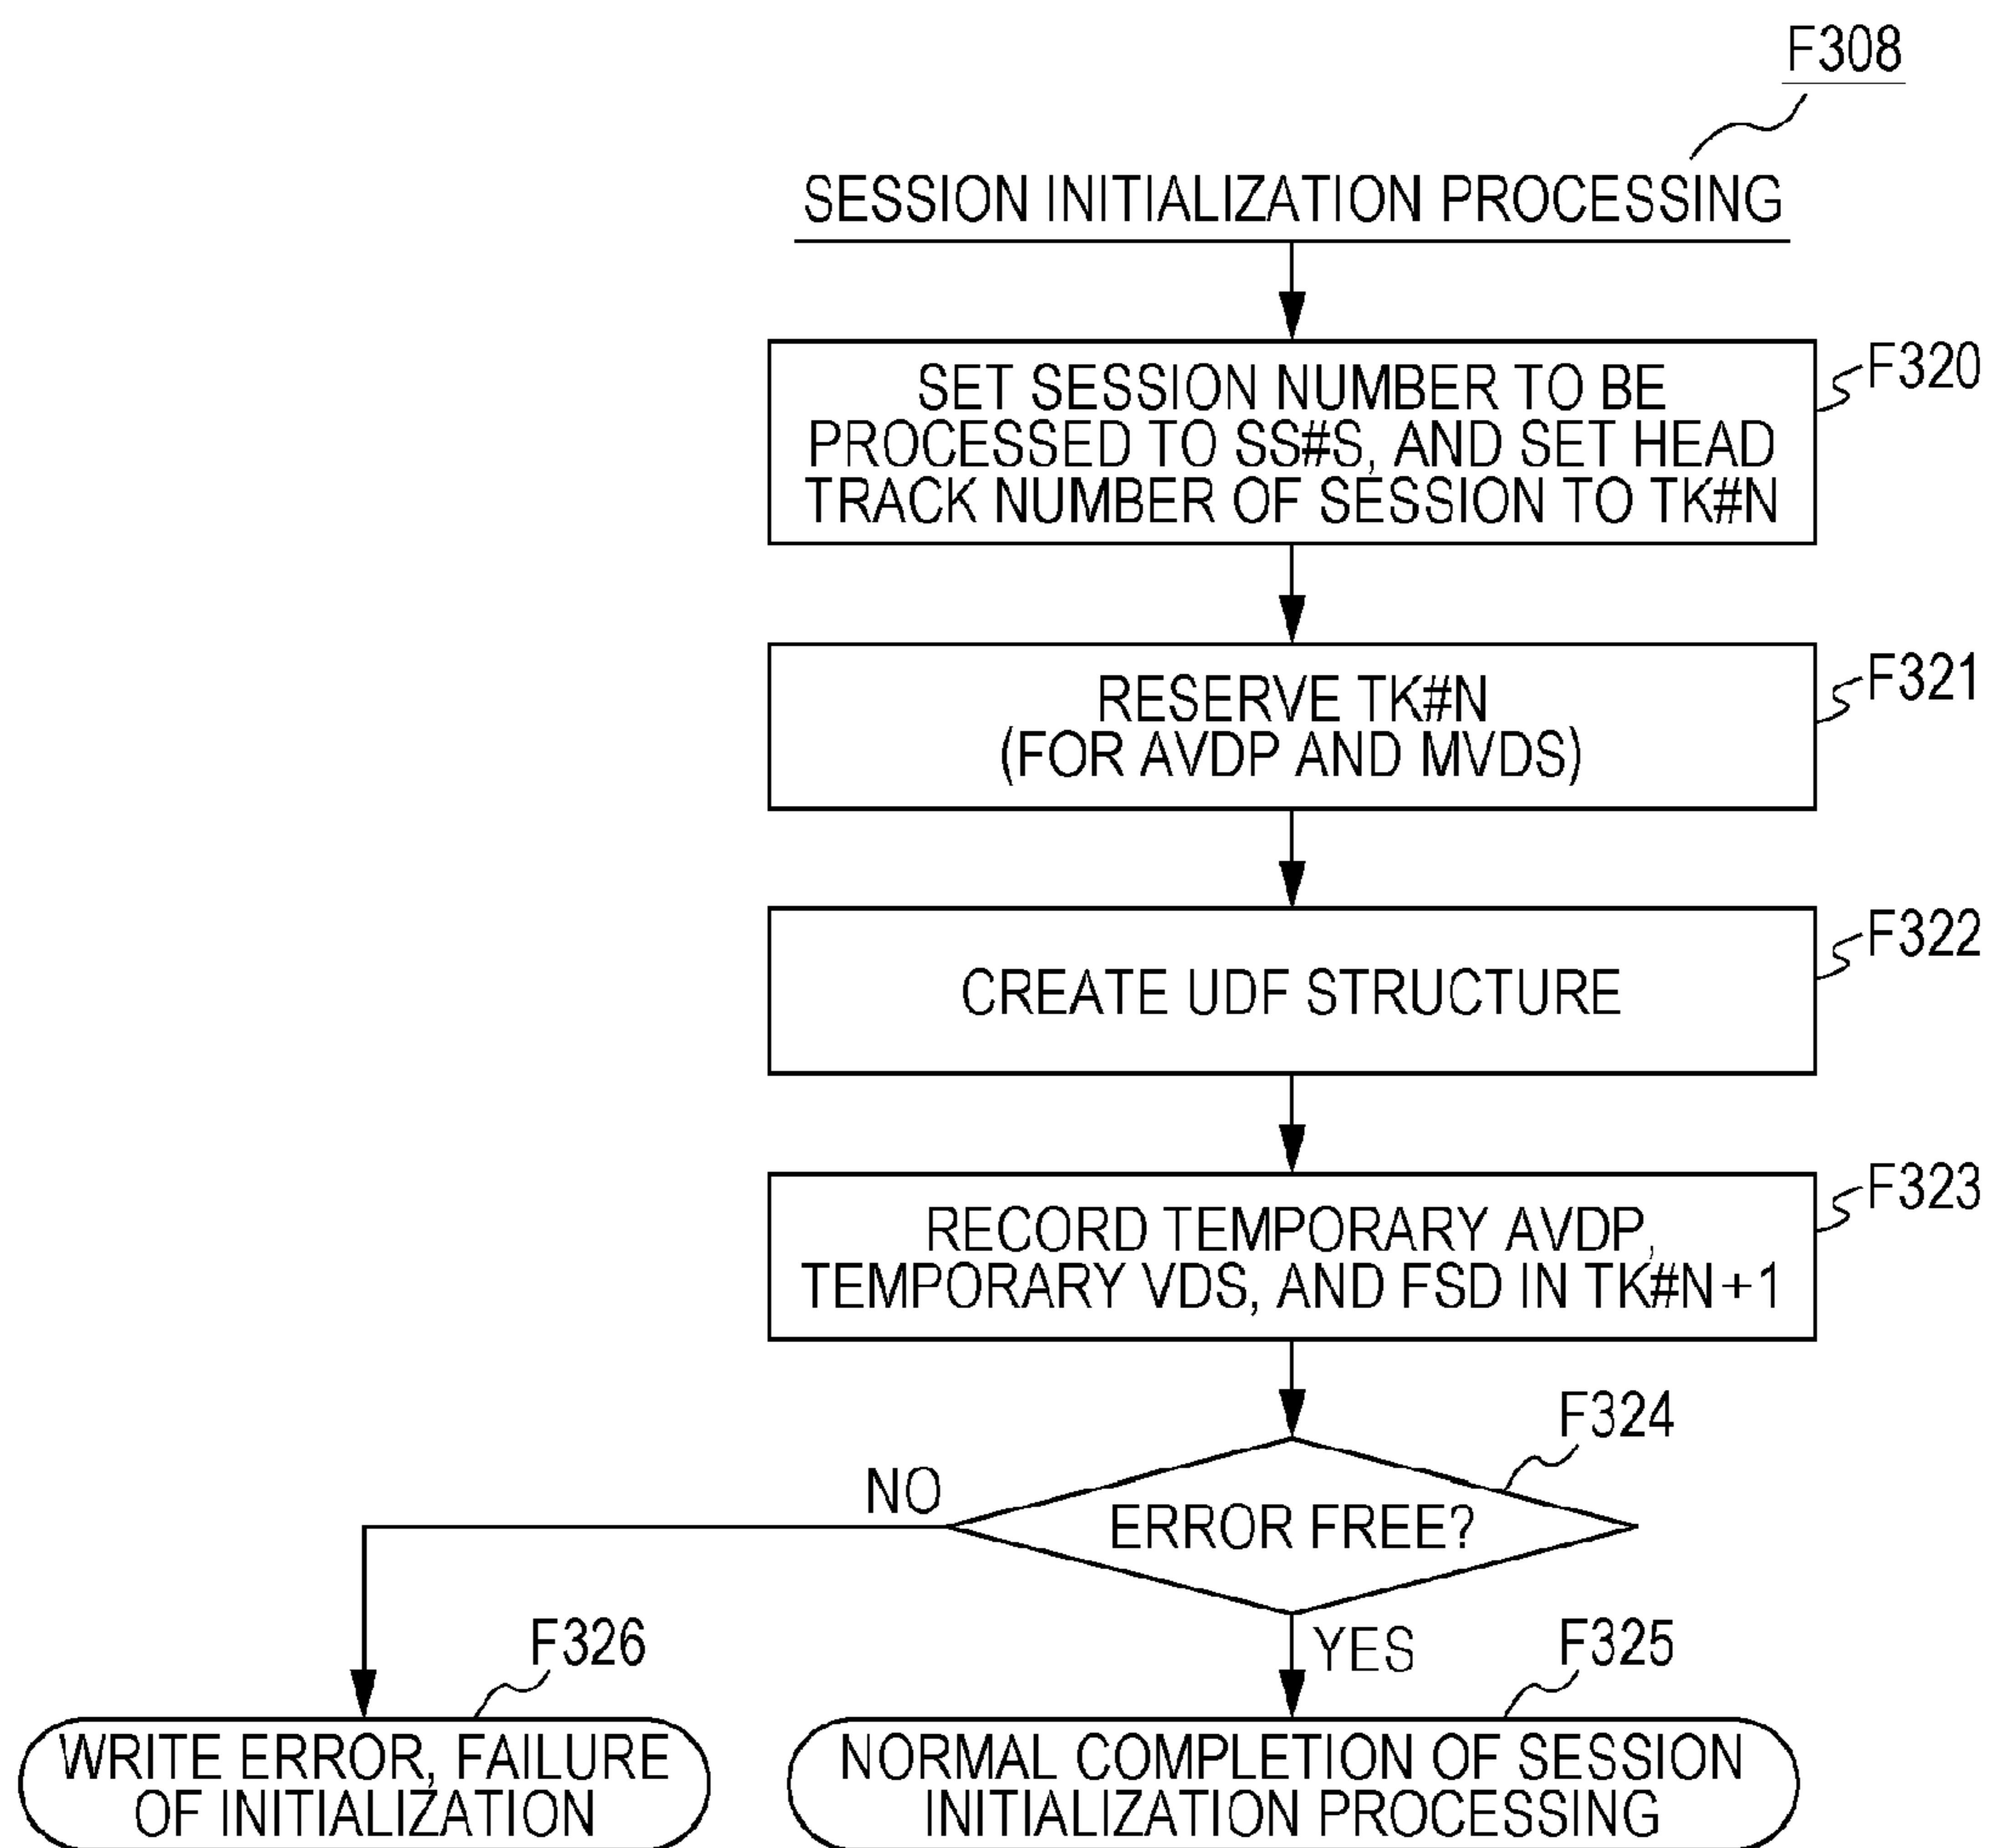 F308
SESSION INITIALIZATION PROCESSING
F320
SET SESSION NUMBER TO BE
PROCESSED TO SS#S, AND SET HEAD
TRACK NUMBER OF SESSION TO TK#N
F321
RESERVE TK#N
(FOR AVDP AND MVDS)
F322
CREATE UDF STRUCTURE
F323
RECORD TEMPORARY AVDP,
TEMPORARY VDS, AND FSD IN TK#N+1
F324
NO
ERROR FREE?
F326
YES
F325
WRITE ERROR, FAILURE
OF INITIALIZATION
NORMAL COMPLETION OF SESSION
INITIALIZATION PROCESSING